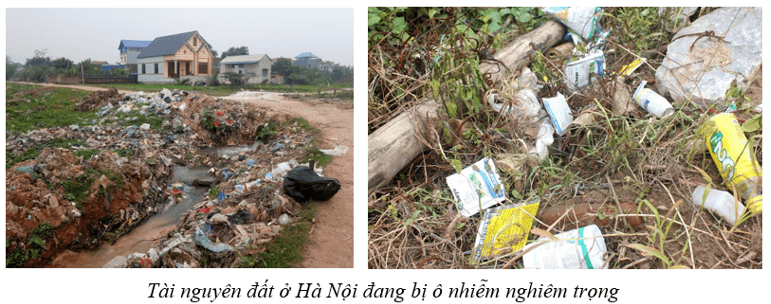 Tài nguyên đất ở Hà Nội đang bị ô nhiễm nghiêm trọng